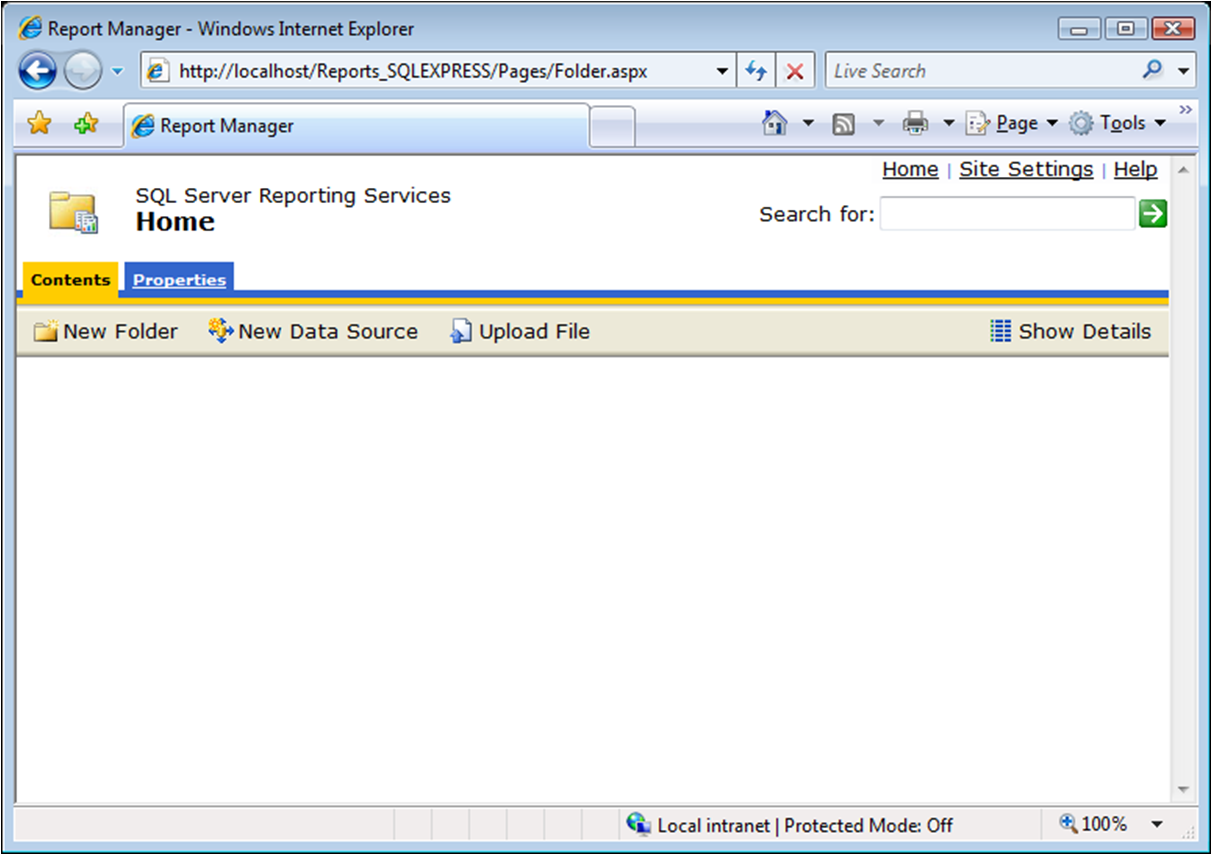 Report Manager - Windows Internet Explorer
http://localhost/Reports_SQLEXPRESS/Pages/Folder.aspx
Live Search
Report Manager
Page
Tools
Home | Site Settings | Help
SQL Server Reporting Services
Home
Search for:
Contents
Properties
New Folder
New Data Source
Upload File
Show Details
Local intranet | Protected Mode: Off
100%